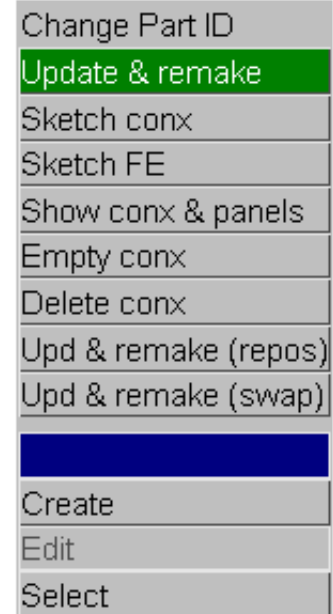 Change Part ID
Update & remake
Sketch conx
Sketch FE
Show conx & panels
Empty conx
Delete conx
Upd & remake (repos)
Upd & remake (swap)
Create
Edit
Select